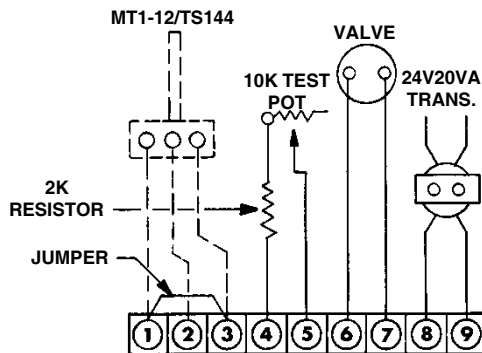 MT1-12/TS144
VALVE
10K TEST
POT
24V20VA
TRANS.
2K
RESISTOR
JUMPER
1 2 3 4 5 6 7 8 9